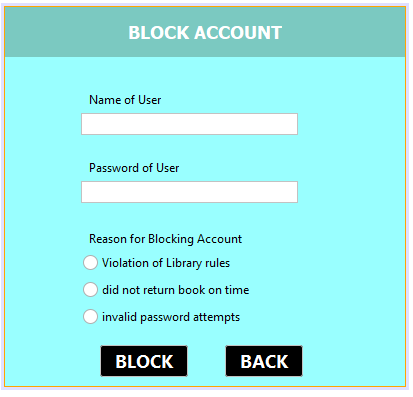 BLOCK ACCOUNT
Name of User
Password of User
Reason for Blocking Account
Violation of Library rules
did not return book on time
invalid password attempts
BLOCK BACK